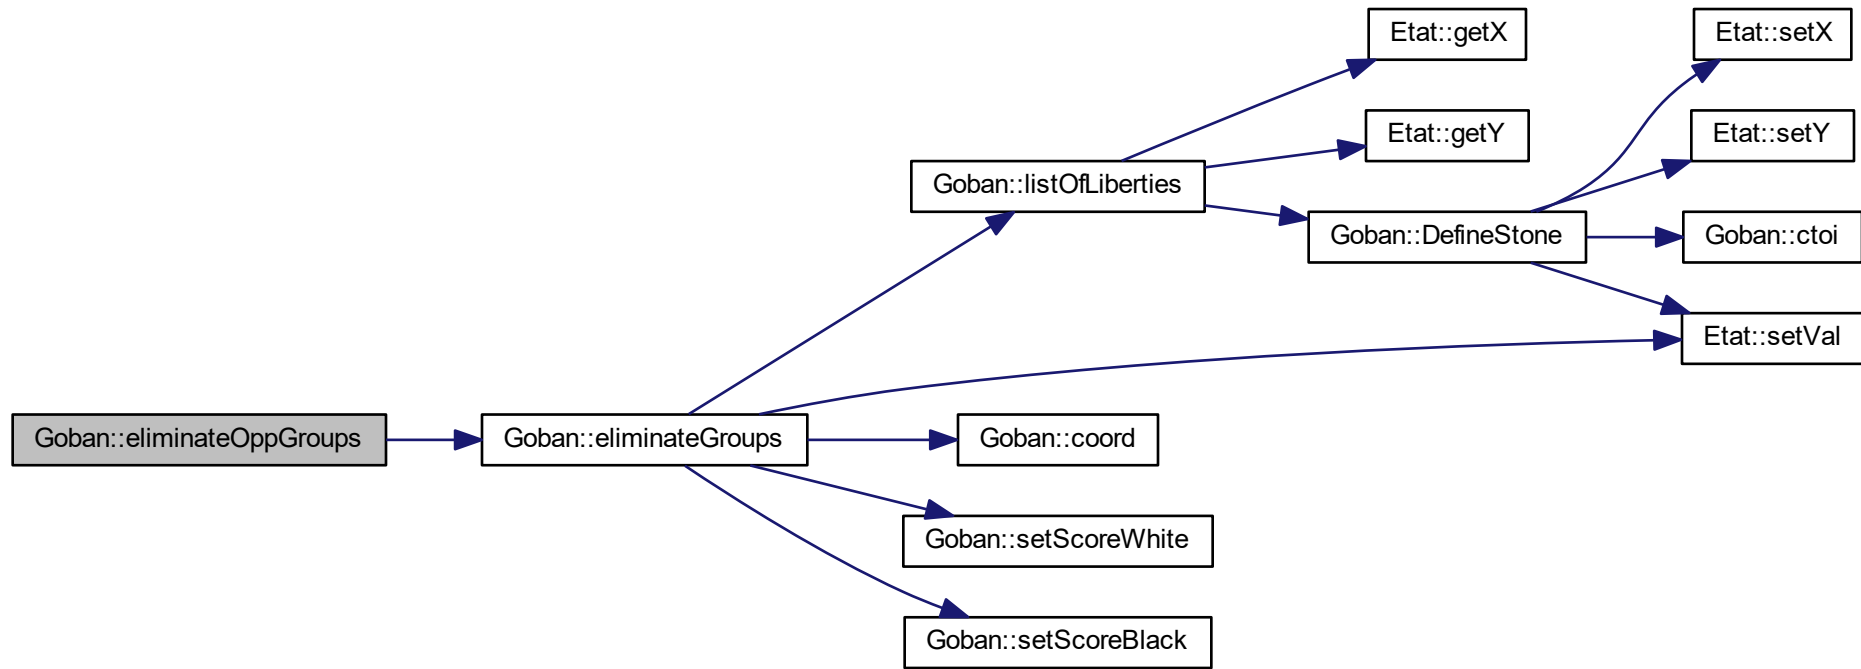 Etat::getX
Etat::setX
Etat::getY
Etat::setY
Goban::listOfLiberties
Goban::DefineStone
Goban::ctoi
Etat::setVal
Goban::eliminateOppGroups
Goban::eliminateGroups
Goban::coord
Goban::setScoreWhite
Goban::setScoreBlack